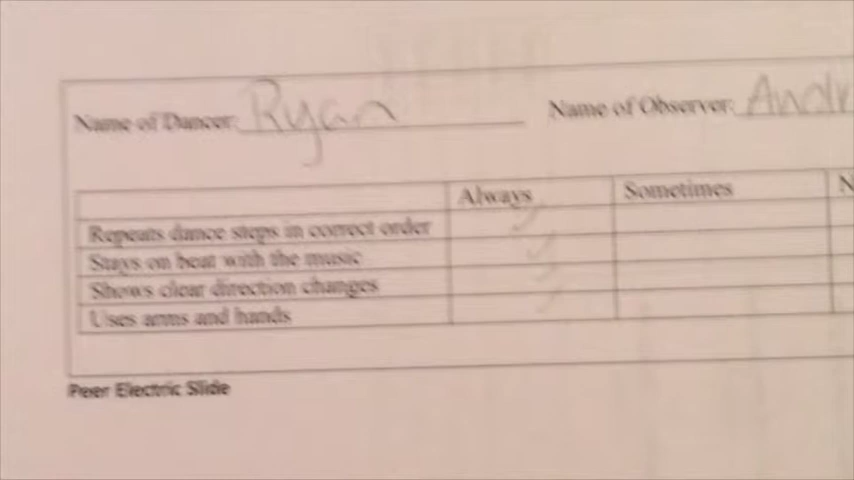 Name of Dancer: Ryan Name of Observer: Andr
Always Sometimes N
Repeats dance steps in correct order ✓
Stays on beat with the music ✓
Shows clear direction changes ✓
Uses arms and hands ✓
Peer Electric Slide